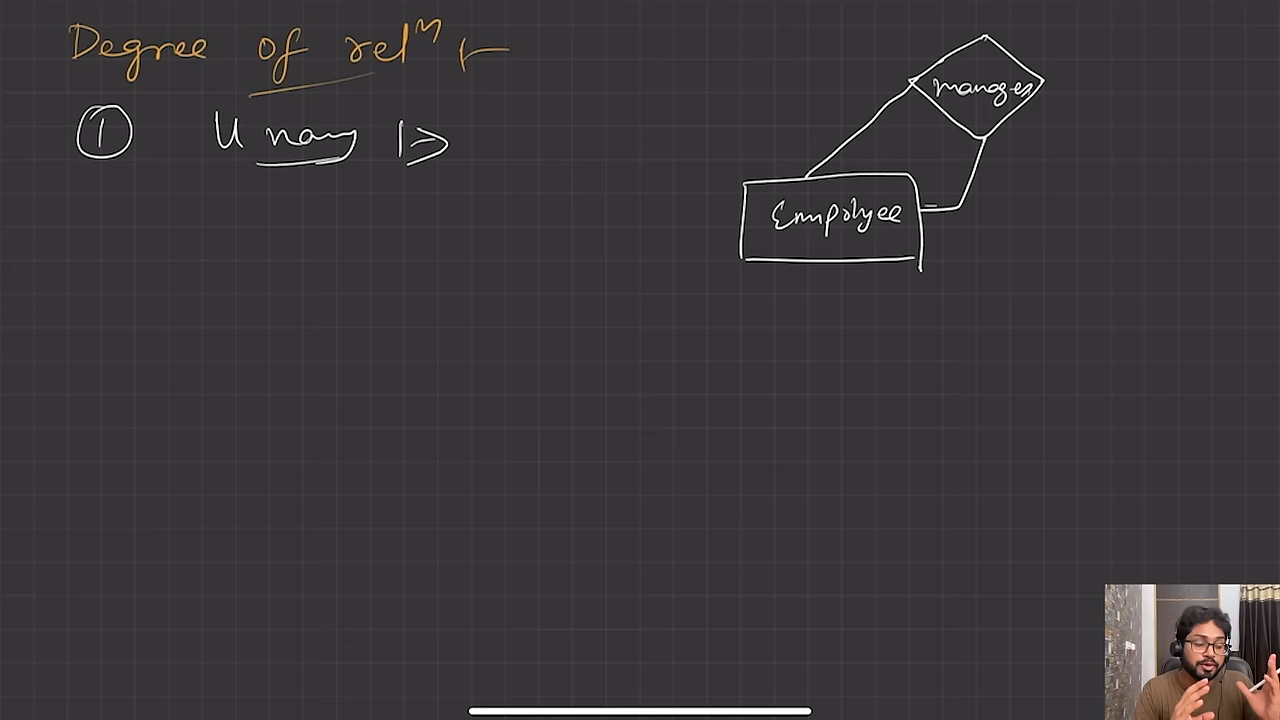 Degree of relⁿ :-
① Unary :=>
manages
Employee